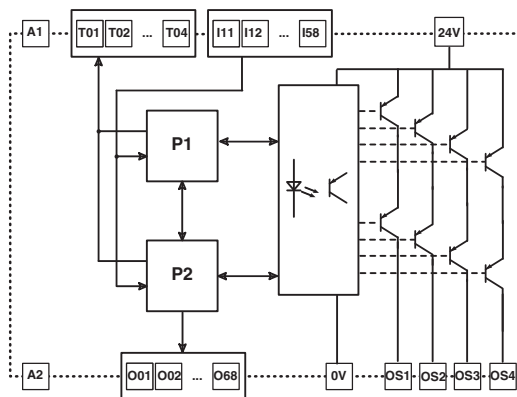 A1 T01 T02 ... T04 I11 I12 ... I58 24V
P1
P2
A2 O01 O02 ... O68 0V OS1 OS2 OS3 OS4